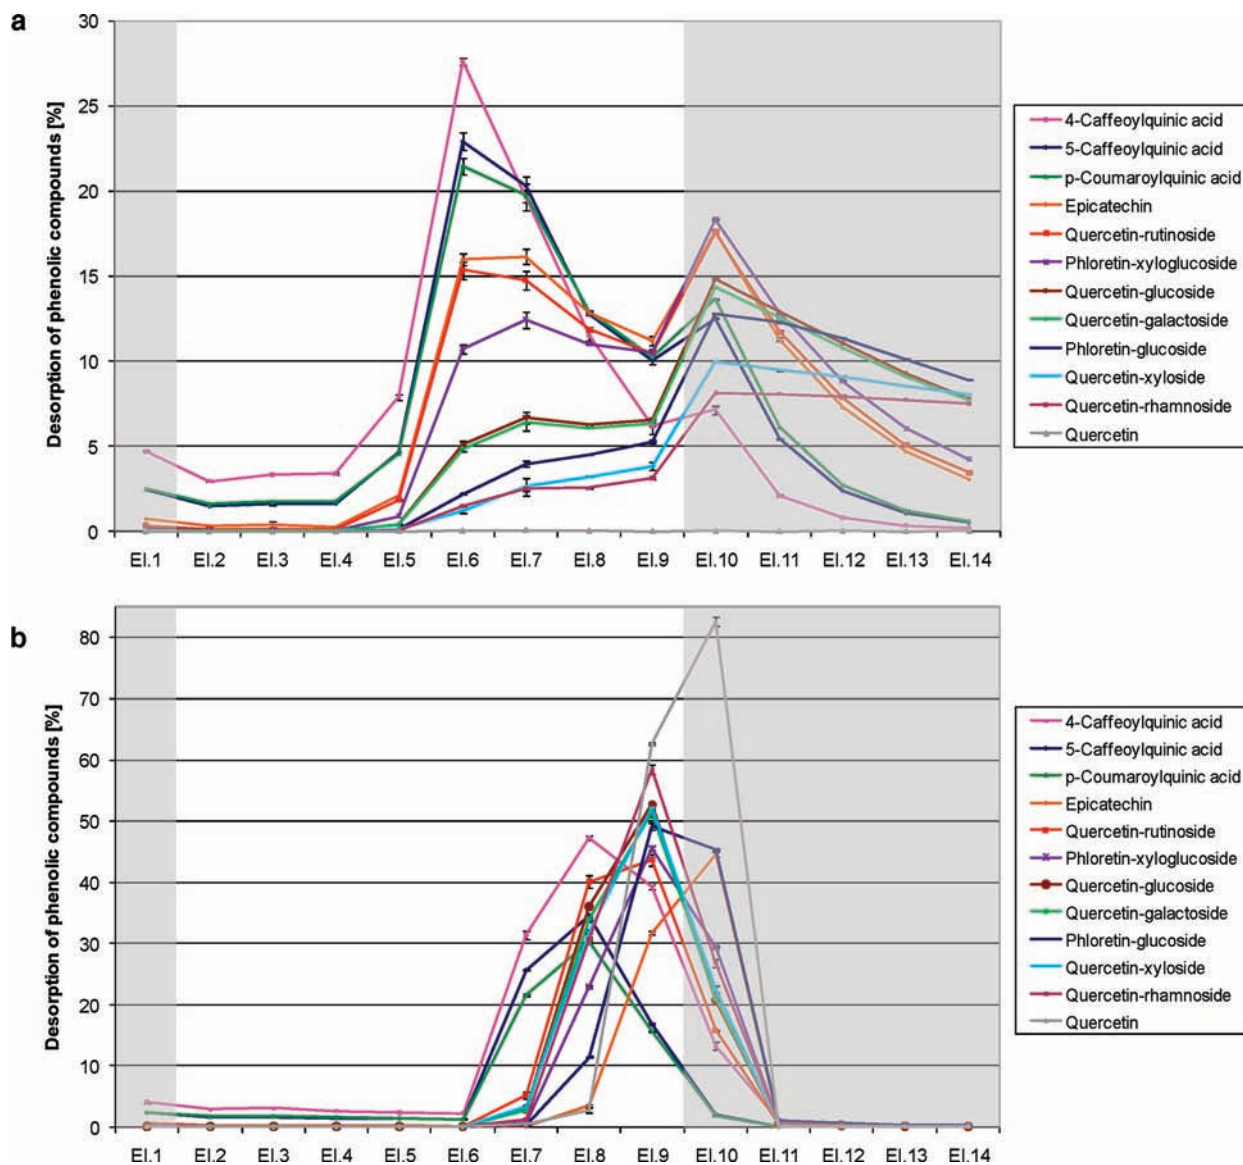 a
30
25
20
15
10
5
0
Desorption of phenolic compounds [%]
El.1 El.2 El.3 El.4 El.5 El.6 El.7 El.8 El.9 El.10 El.11 El.12 El.13 El.14
4-Caffeoylquinic acid
5-Caffeoylquinic acid
p-Coumaroylquinic acid
Epicatechin
Quercetin-rutinoside
Phloretin-xyloglucoside
Quercetin-glucoside
Quercetin-galactoside
Phloretin-glucoside
Quercetin-xyloside
Quercetin-rhamnoside
Quercetin
b
80
70
60
50
40
30
20
10
0
Desorption of phenolic compounds [%]
El.1 El.2 El.3 El.4 El.5 El.6 El.7 El.8 El.9 El.10 El.11 El.12 El.13 El.14
4-Caffeoylquinic acid
5-Caffeoylquinic acid
p-Coumaroylquinic acid
Epicatechin
Quercetin-rutinoside
Phloretin-xyloglucoside
Quercetin-glucoside
Quercetin-galactoside
Phloretin-glucoside
Quercetin-xyloside
Quercetin-rhamnoside
Quercetin